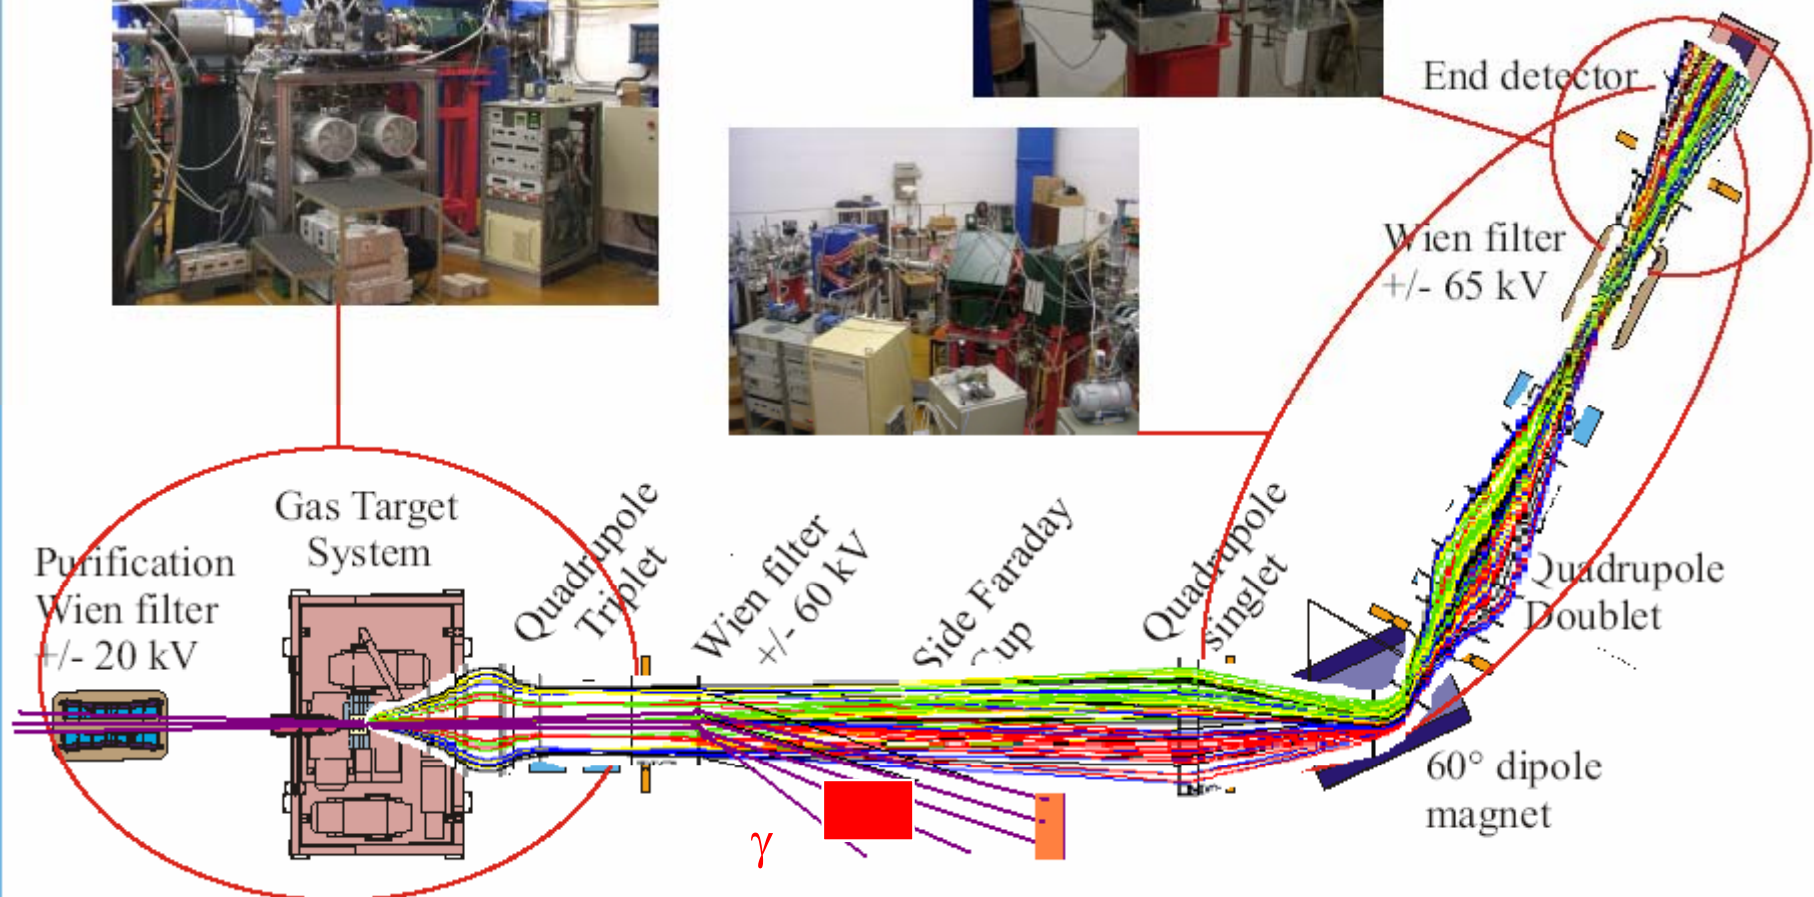 End detector
Wien filter
+/- 65 kV
Gas Target
System
Purification
Wien filter
+/- 20 kV
Quadrupole
Triplet
Wien filter
+/- 60 kV
Side Faraday
Cup
Quadrupole
singlet
Quadrupole
Doublet
60° dipole
magnet
γ